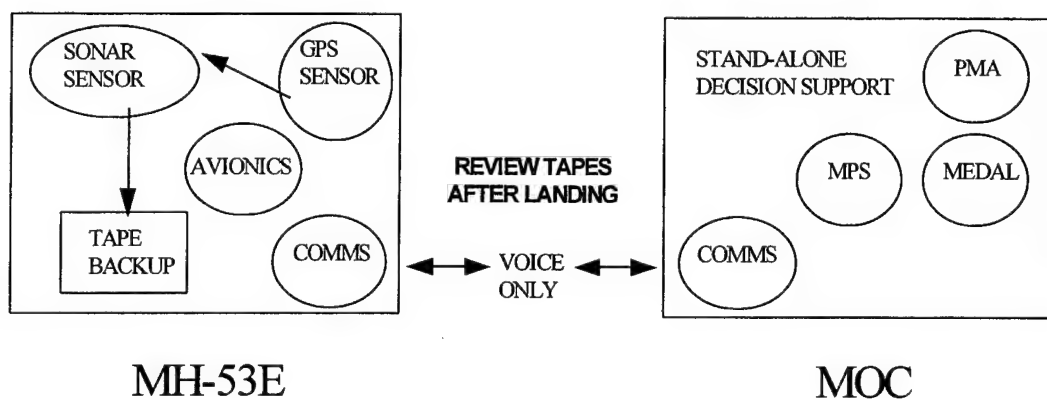 SONAR
SENSOR
GPS
SENSOR
AVIONICS
TAPE
BACKUP
COMMS
REVIEW TAPES
AFTER LANDING
VOICE
ONLY
STAND-ALONE
DECISION SUPPORT
PMA
MPS
MEDAL
COMMS
MH-53E
MOC